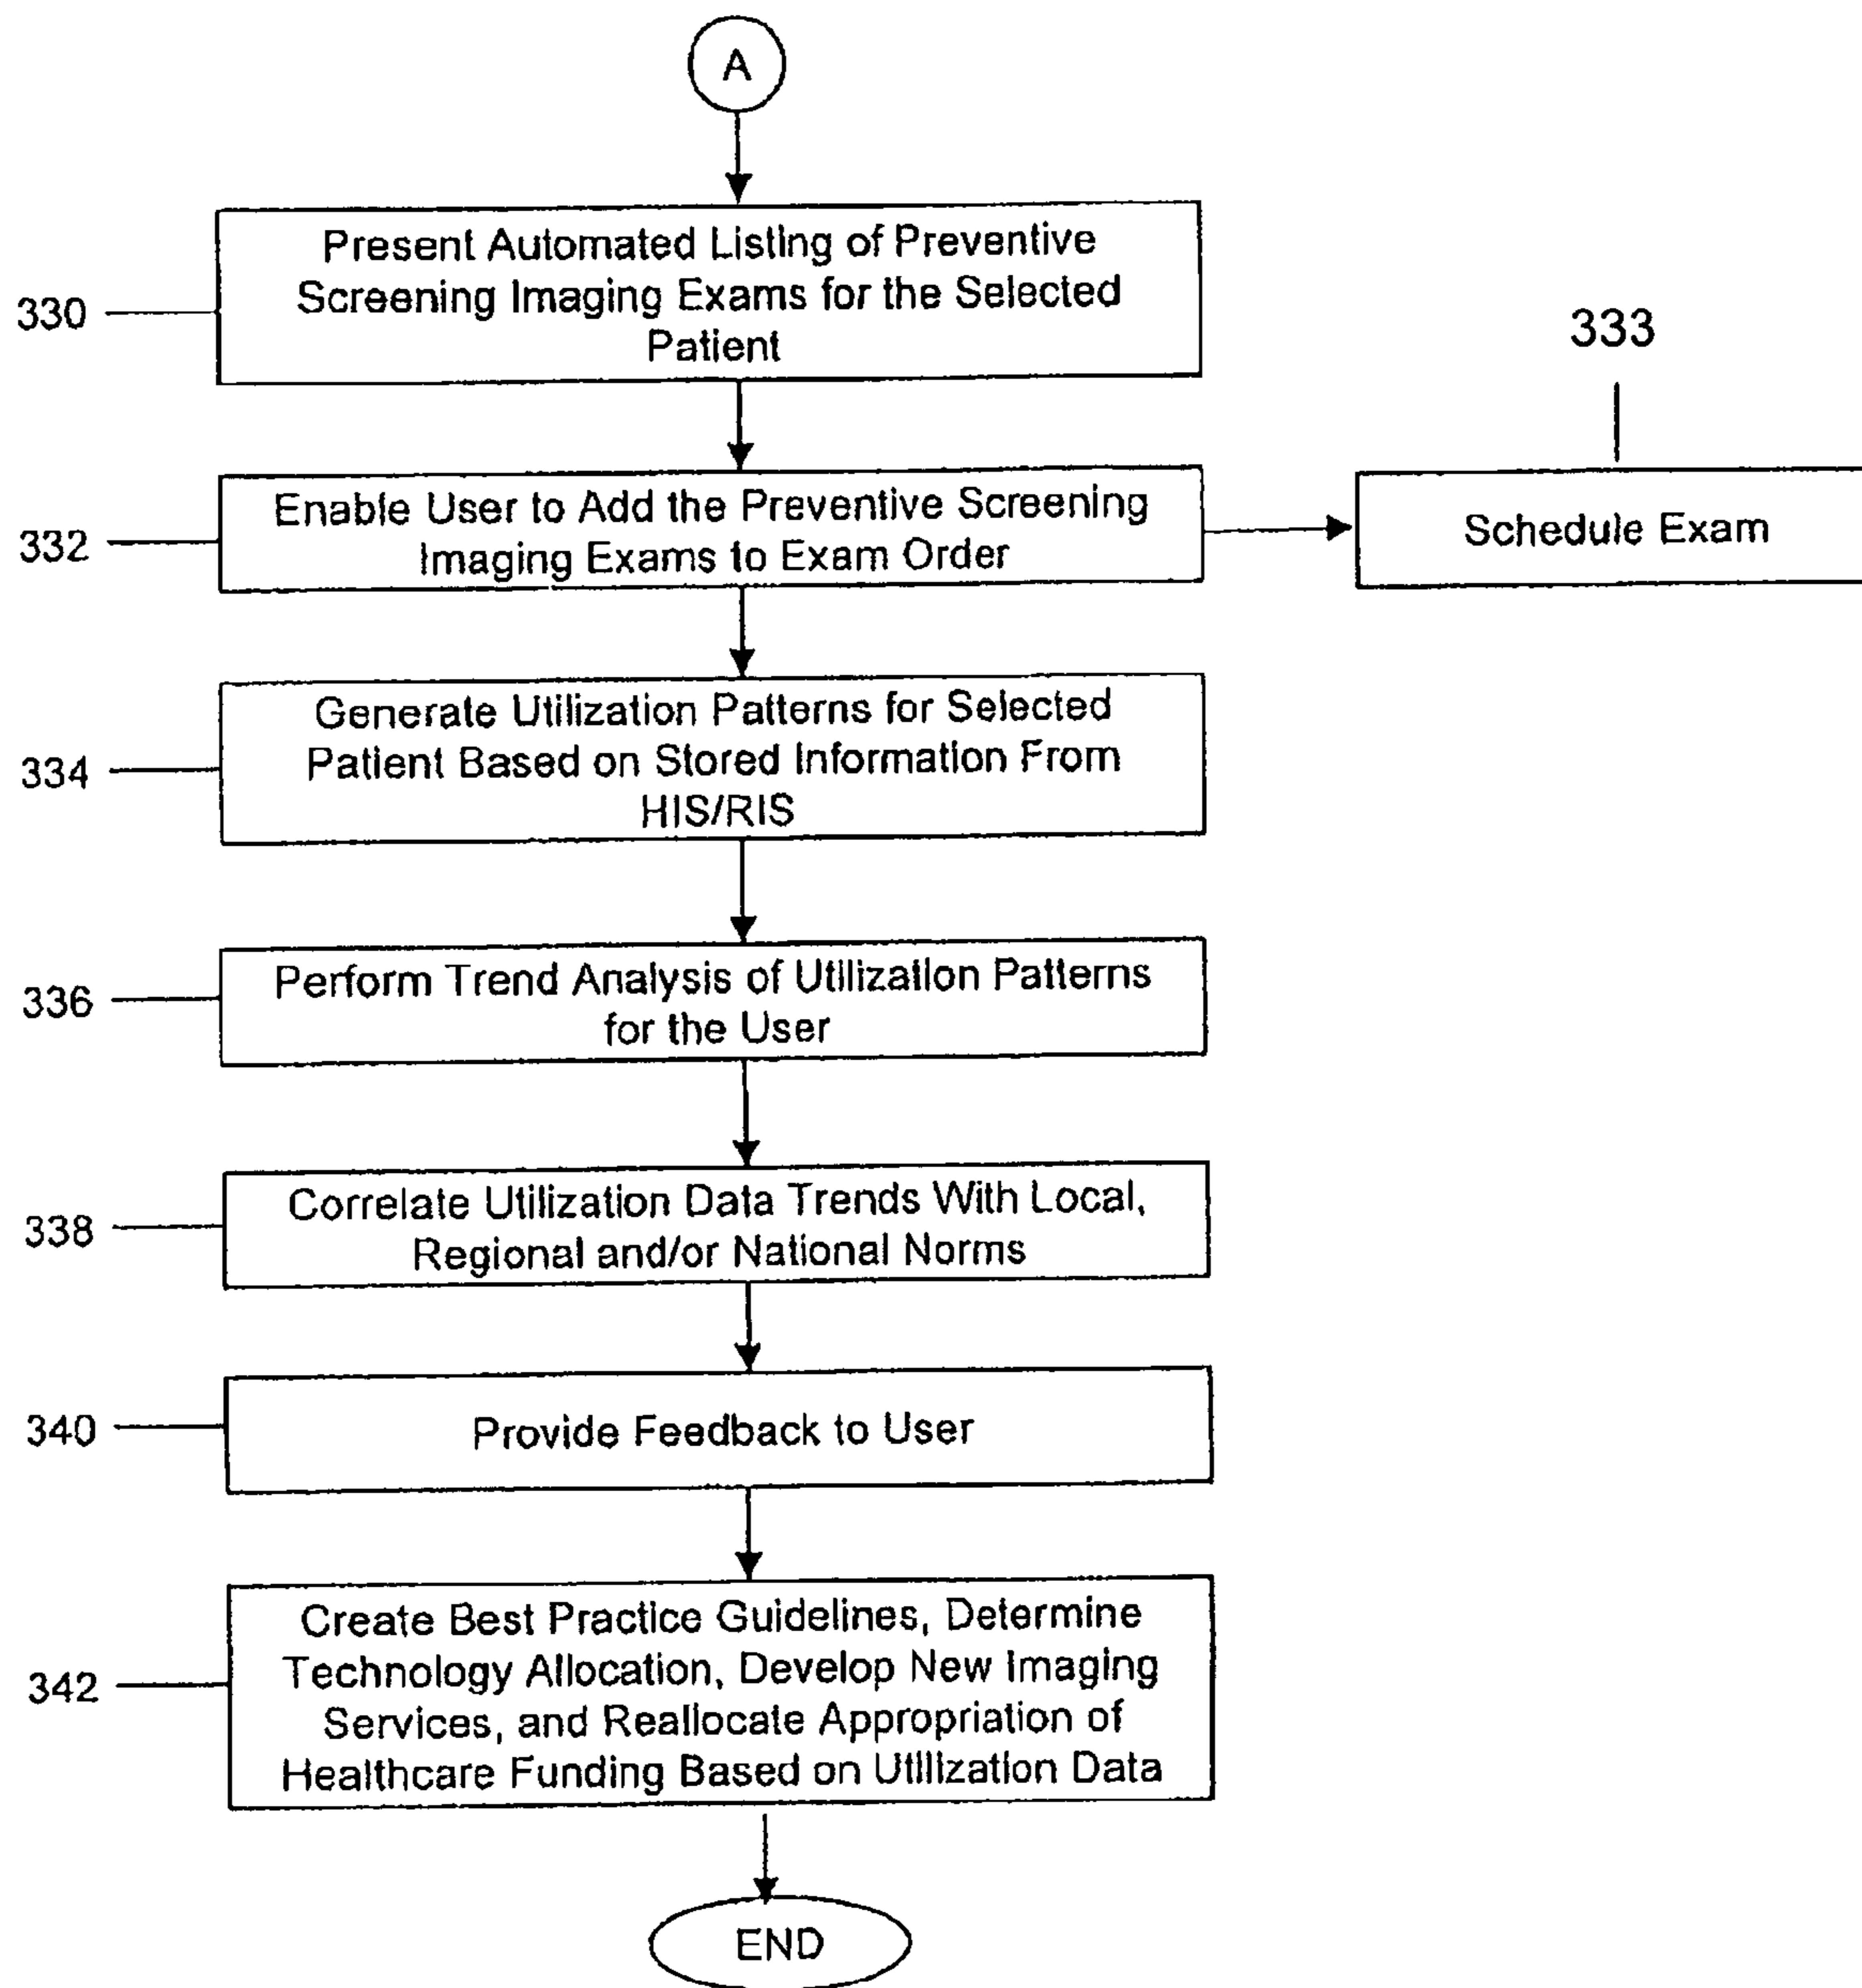 A
330
Present Automated Listing of Preventive
Screening Imaging Exams for the Selected
Patient
333
332
Enable User to Add the Preventive Screening
Imaging Exams to Exam Order
Schedule Exam
334
Generate Utilization Patterns for Selected
Patient Based on Stored Information From
HIS/RIS
336
Perform Trend Analysis of Utilization Patterns
for the User
338
Correlate Utilization Data Trends With Local,
Regional and/or National Norms
340
Provide Feedback to User
342
Create Best Practice Guidelines, Determine
Technology Allocation, Develop New Imaging
Services, and Reallocate Appropriation of
Healthcare Funding Based on Utilization Data
END